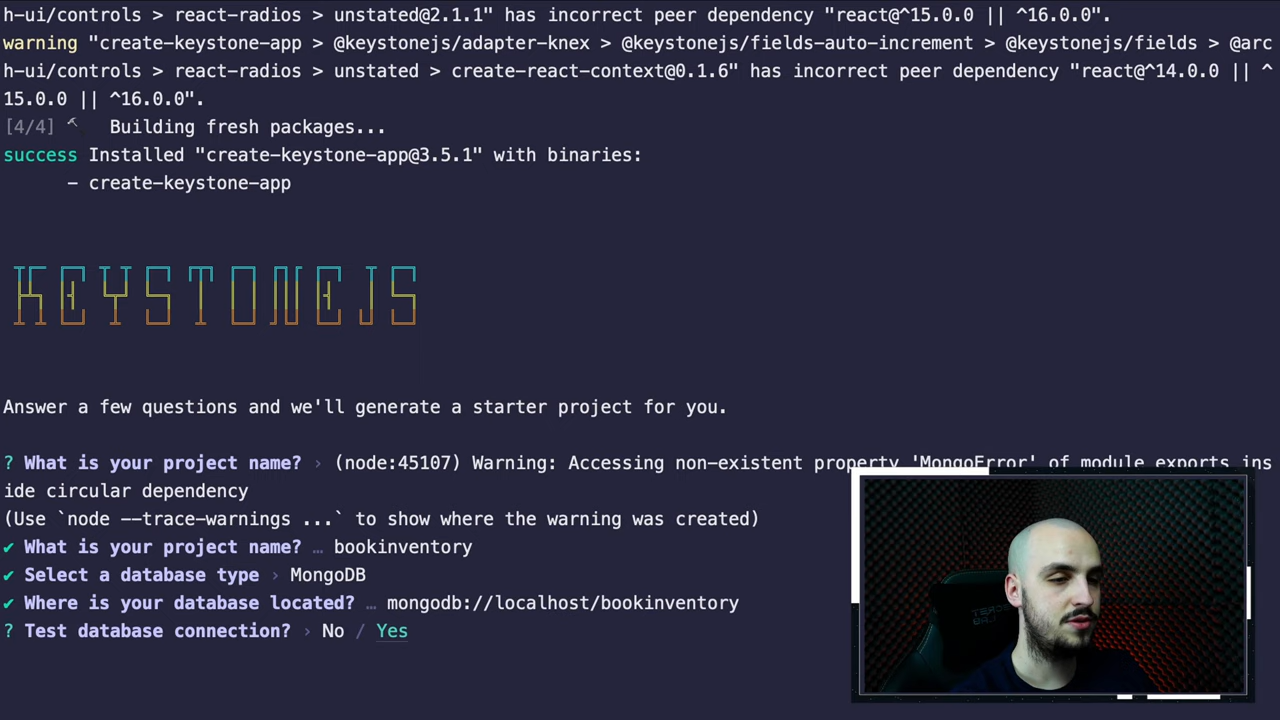 h-ui/controls > react-radios > unstated@2.1.1" has incorrect peer dependency "react@^15.0.0 || ^16.0.0".
warning "create-keystone-app > @keystonejs/adapter-knex > @keystonejs/fields-auto-increment > @keystonejs/fields > @arc
h-ui/controls > react-radios > unstated > create-react-context@0.1.6" has incorrect peer dependency "react@^14.0.0 || ^
15.0.0 || ^16.0.0".
[4/4] Building fresh packages...
success Installed "create-keystone-app@3.5.1" with binaries:
- create-keystone-app
KEYSTONEJS
Answer a few questions and we'll generate a starter project for you.
? What is your project name? › (node:45107) Warning: Accessing non-existent property 'MongoError' of module exports ins
ide circular dependency
(Use `node --trace-warnings ...` to show where the warning was created)
✔ What is your project name? … bookinventory
✔ Select a database type › MongoDB
✔ Where is your database located? … mongodb://localhost/bookinventory
? Test database connection? › No / Yes